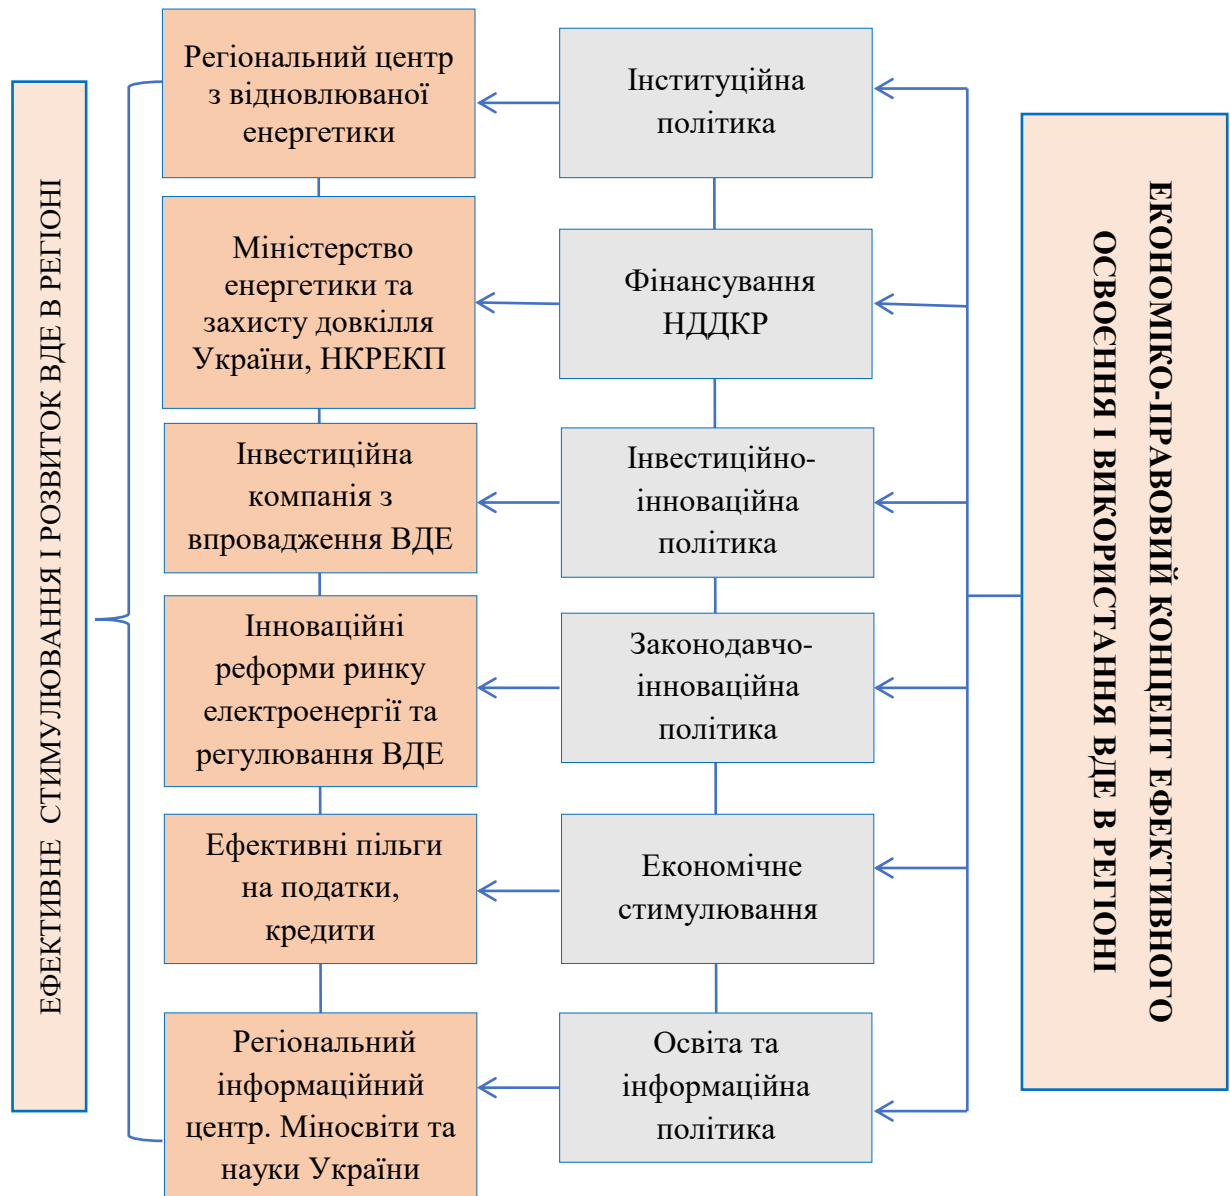 ЕФЕКТИВНЕ СТИМУЛЮВАННЯ І РОЗВИТОК ВДЕ В РЕГІОНІ
Регіональний центр
з відновлюваної
енергетики
Інституційна
політика
Міністерство
енергетики та
захисту довкілля
України, НКРЕКП
Фінансування
НДДКР
Інвестиційна
компанія з
впровадження ВДЕ
Інвестиційно-
інноваційна
політика
Інноваційні
реформи ринку
електроенергії та
регулювання ВДЕ
Законодавчо-
інноваційна
політика
Ефективні пільги
на податки,
кредити
Економічне
стимулювання
Регіональний
інформаційний
центр. Міносвіти та
науки України
Освіта та
інформаційна
політика
ЕКОНОМІКО-ПРАВОВИЙ КОНЦЕПТ ЕФЕКТИВНОГО
ОСВОЄННЯ І ВИКОРИСТАННЯ ВДЕ В РЕГІОНІ